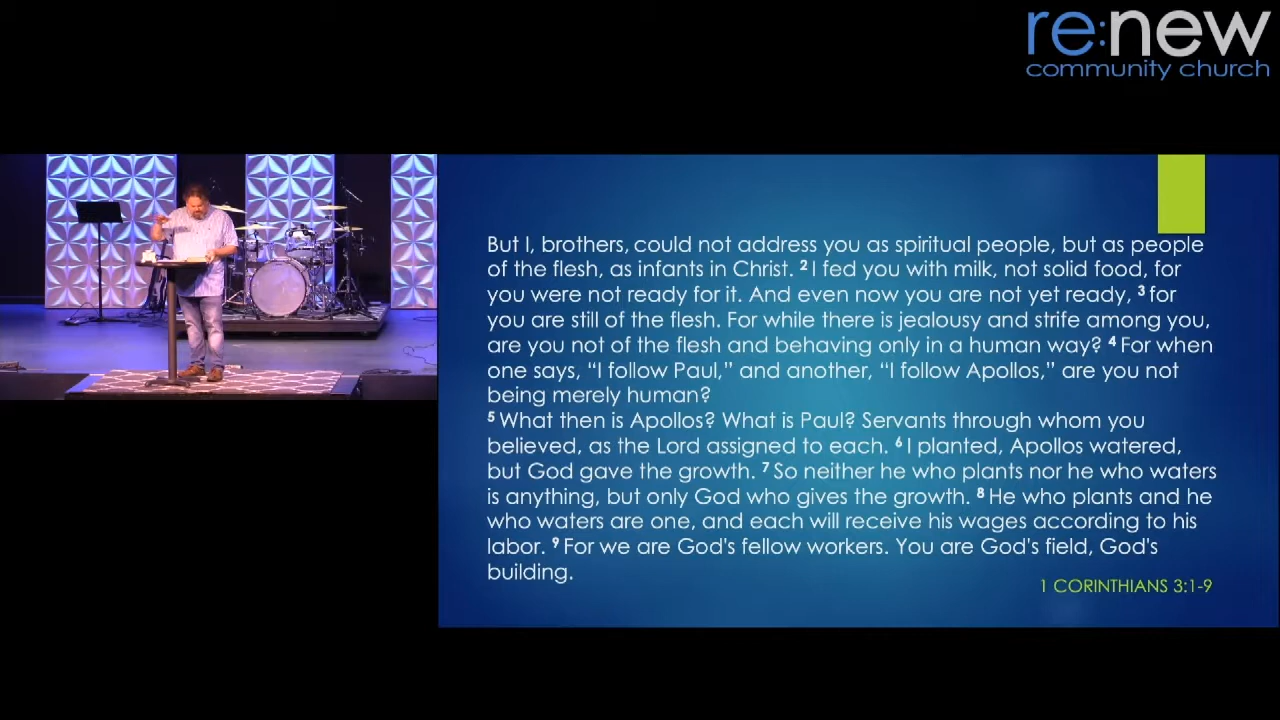 re:new
community church
But I, brothers, could not address you as spiritual people, but as people
of the flesh, as infants in Christ. ² I fed you with milk, not solid food, for
you were not ready for it. And even now you are not yet ready, ³ for
you are still of the flesh. For while there is jealousy and strife among you,
are you not of the flesh and behaving only in a human way? ⁴ For when
one says, “I follow Paul,” and another, “I follow Apollos,” are you not
being merely human?
⁵ What then is Apollos? What is Paul? Servants through whom you
believed, as the Lord assigned to each. ⁶ I planted, Apollos watered,
but God gave the growth. ⁷ So neither he who plants nor he who waters
is anything, but only God who gives the growth. ⁸ He who plants and he
who waters are one, and each will receive his wages according to his
labor. ⁹ For we are God's fellow workers. You are God's field, God's
building.
1 CORINTHIANS 3:1-9